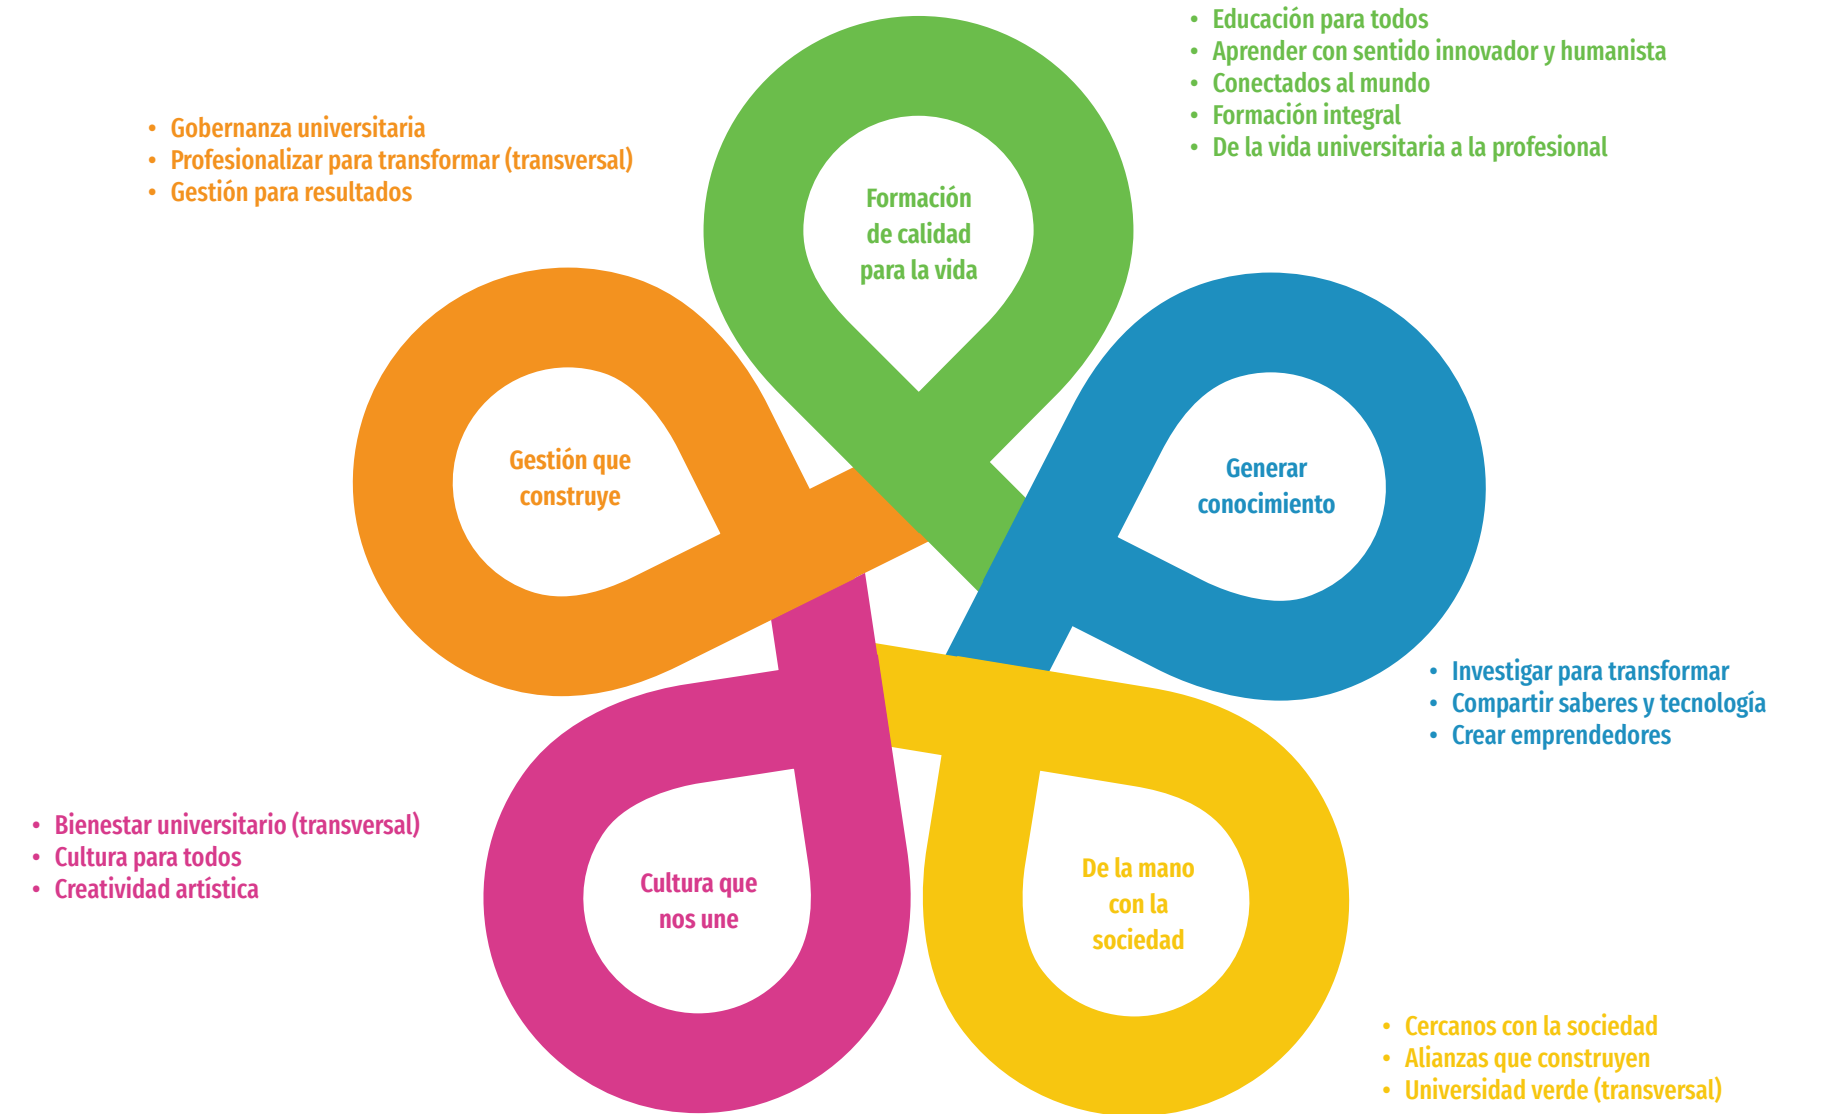 • Educación para todos
• Aprender con sentido innovador y humanista
• Conectados al mundo
• Formación integral
• De la vida universitaria a la profesional
• Gobernanza universitaria
• Profesionalizar para transformar (transversal)
• Gestión para resultados
Formación
de calidad
para la vida
Gestión que
construye
Generar
conocimiento
• Investigar para transformar
• Compartir saberes y tecnología
• Crear emprendedores
• Bienestar universitario (transversal)
• Cultura para todos
• Creatividad artística
Cultura que
nos une
De la mano
con la
sociedad
• Cercanos con la sociedad
• Alianzas que construyen
• Universidad verde (transversal)